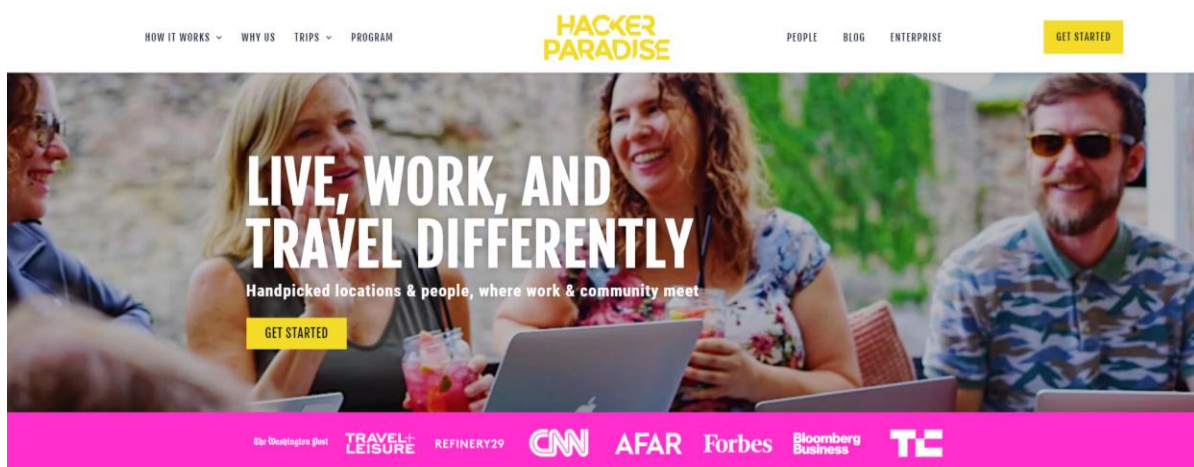 HOW IT WORKS
WHY US
TRIPS
PROGRAM
HACKER
PARADISE
PEOPLE
BLOG
ENTERPRISE
GET STARTED
LIVE, WORK, AND
TRAVEL DIFFERENTLY
Handpicked locations & people, where work & community meet
GET STARTED
The Washington Post
TRAVEL+
LEISURE
REFINERY29
CNN
AFAR
Forbes
Bloomberg
Business
TC